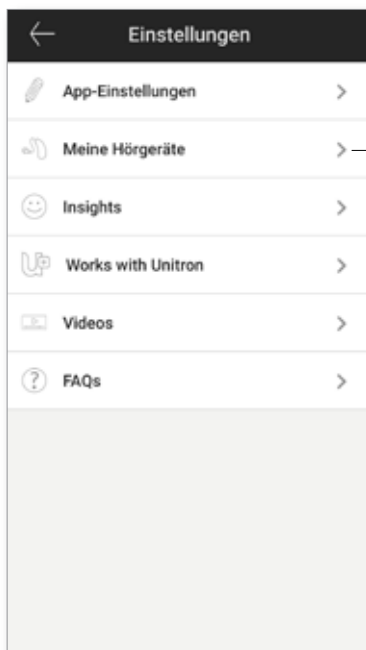 Einstellungen
App-Einstellungen
Meine Hörgeräte
Insights
Works with Unitron
Videos
FAQs